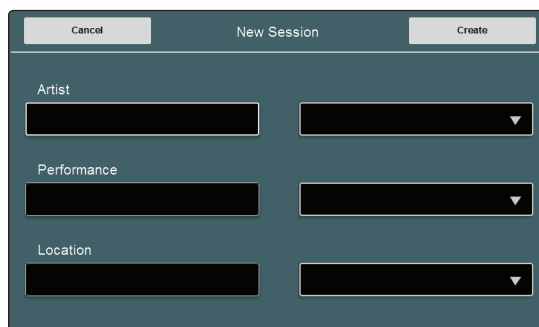 Cancel
New Session
Create
Artist
Performance
Location